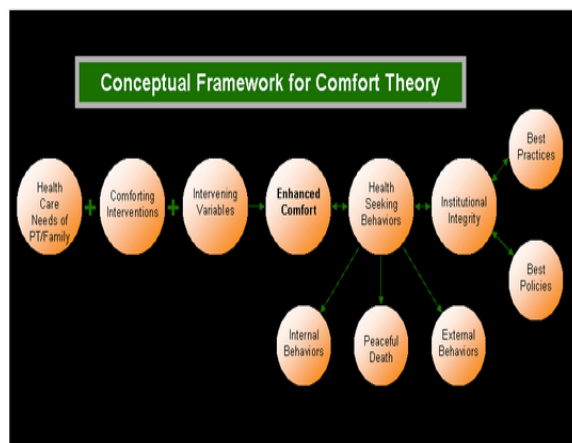 Conceptual Framework for Comfort Theory
Best
Practices
Health
Care
Needs of
PT/Family
+
Comforting
Interventions
+
Intervening
Variables
Enhanced
Comfort
Health
Seeking
Behaviors
Institutional
Integrity
Best
Policies
Internal
Behaviors
Peaceful
Death
External
Behaviors